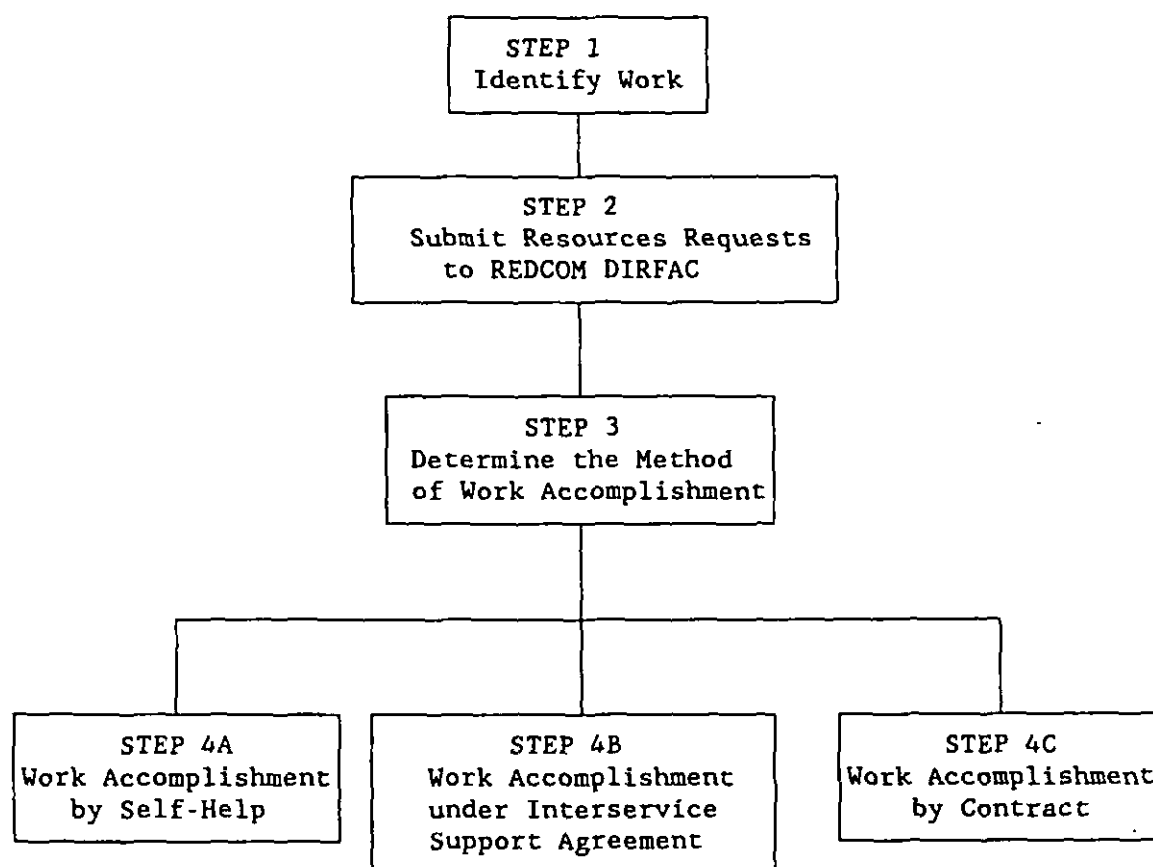 STEP 1
Identify Work
STEP 2
Submit Resources Requests
to REDCOM DIRFAC
STEP 3
Determine the Method
of Work Accomplishment
STEP 4A
Work Accomplishment
by Self-Help
STEP 4B
Work Accomplishment
under Interservice
Support Agreement
STEP 4C
Work Accomplishment
by Contract